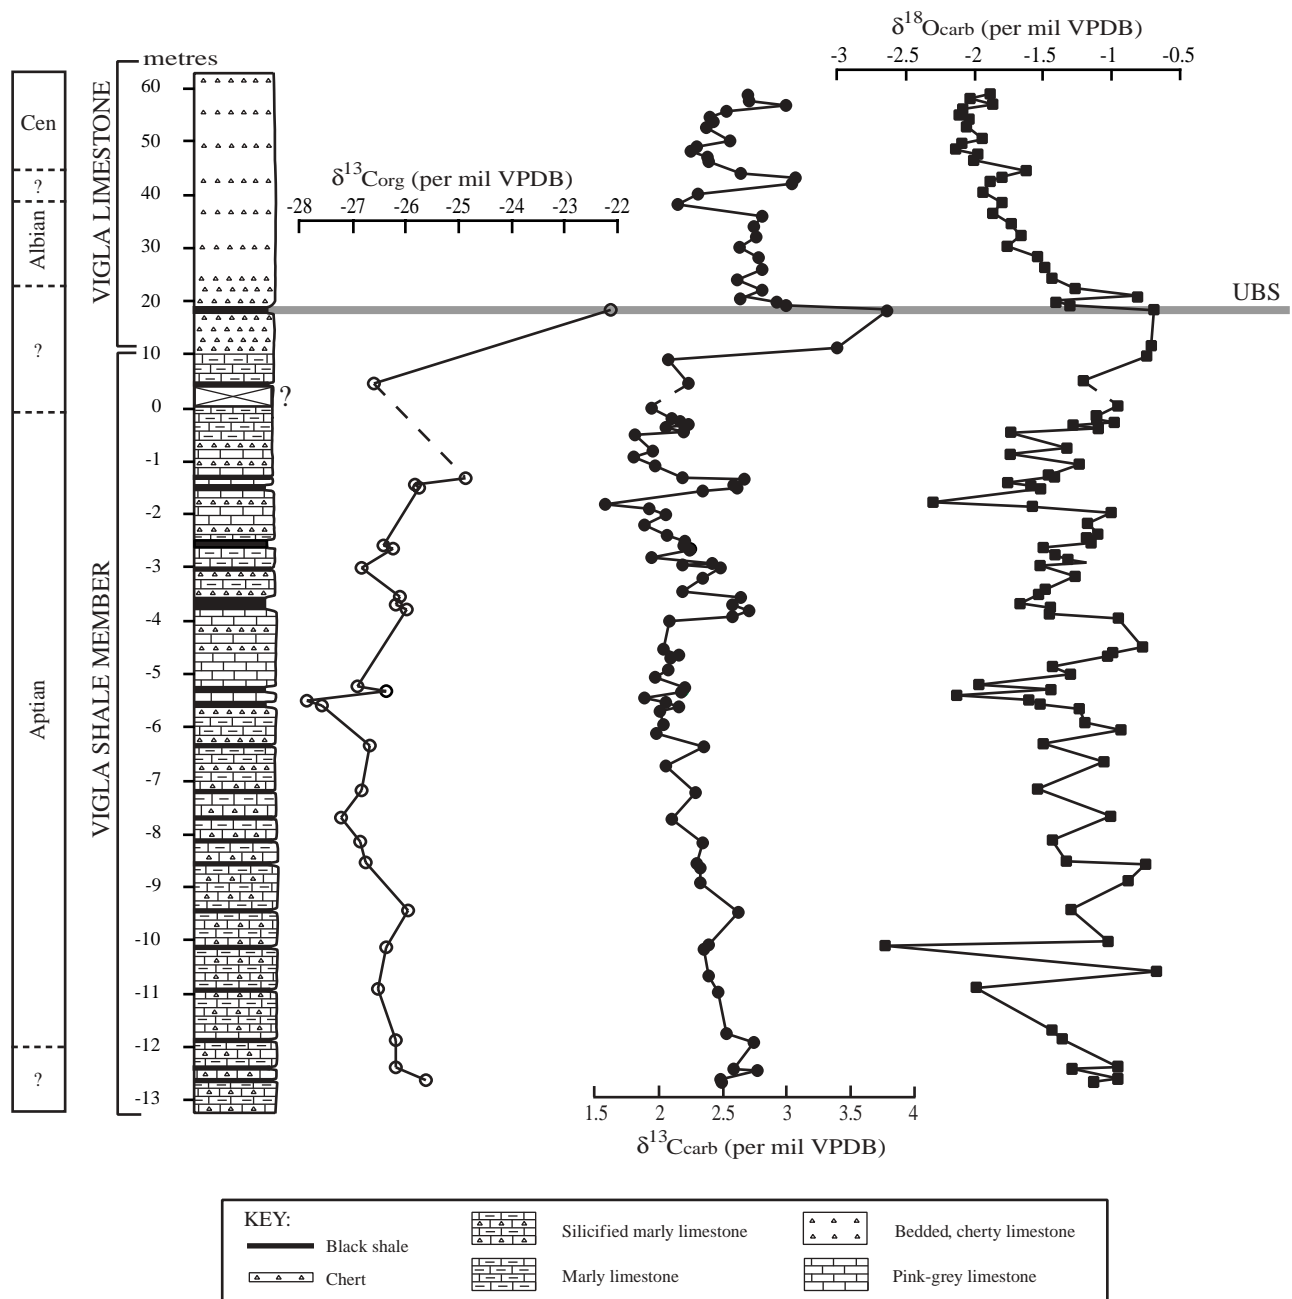 δ18Ocarb (per mil VPDB)
-3 -2.5 -2 -1.5 -1 -0.5
metres
δ13Corg (per mil VPDB)
-28 -27 -26 -25 -24 -23 -22
Cen
?
Albian
?
Aptian
?
VIGLA LIMESTONE
VIGLA SHALE MEMBER
60
50
40
30
20
10
0
-1
-2
-3
-4
-5
-6
-7
-8
-9
-10
-11
-12
-13
?
UBS
1.5 2 2.5 3 3.5 4
δ13Ccarb (per mil VPDB)
KEY:
Black shale
Chert
Silicified marly limestone
Marly limestone
Bedded, cherty limestone
Pink-grey limestone